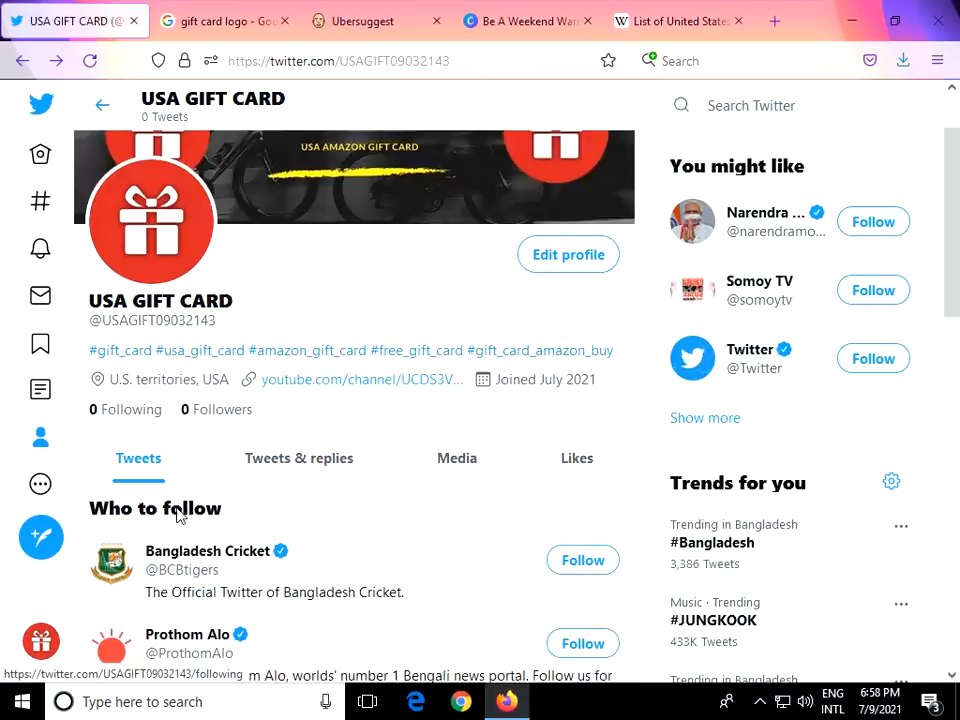 USA GIFT CARD (@
gift card logo - Goo
Ubersuggest
Be A Weekend Warr
List of United States
https://twitter.com/USAGIFT09032143
Search
USA GIFT CARD
0 Tweets
Search Twitter
USA AMAZON GIFT CARD
You might like
Narendra ...
@narendramo...
Follow
Edit profile
Somoy TV
@somoytv
Follow
USA GIFT CARD
@USAGIFT09032143
#gift_card #usa_gift_card #amazon_gift_card #free_gift_card #gift_card_amazon_buy
Twitter
@Twitter
Follow
U.S. territories, USA youtube.com/channel/UCDS3V... Joined July 2021
0 Following 0 Followers
Show more
Tweets Tweets & replies Media Likes
Trends for you
Who to follow
Trending in Bangladesh
#Bangladesh
3,386 Tweets
Bangladesh Cricket
@BCBtigers
Follow
The Official Twitter of Bangladesh Cricket.
Music · Trending
#JUNGKOOK
433K Tweets
Prothom Alo
@ProthomAlo
Follow
m Alo, worlds' number 1 Bengali news portal. Follow us for
https://twitter.com/USAGIFT09032143/following
Type here to search
ENG
INTL
6:58 PM
7/9/2021
3